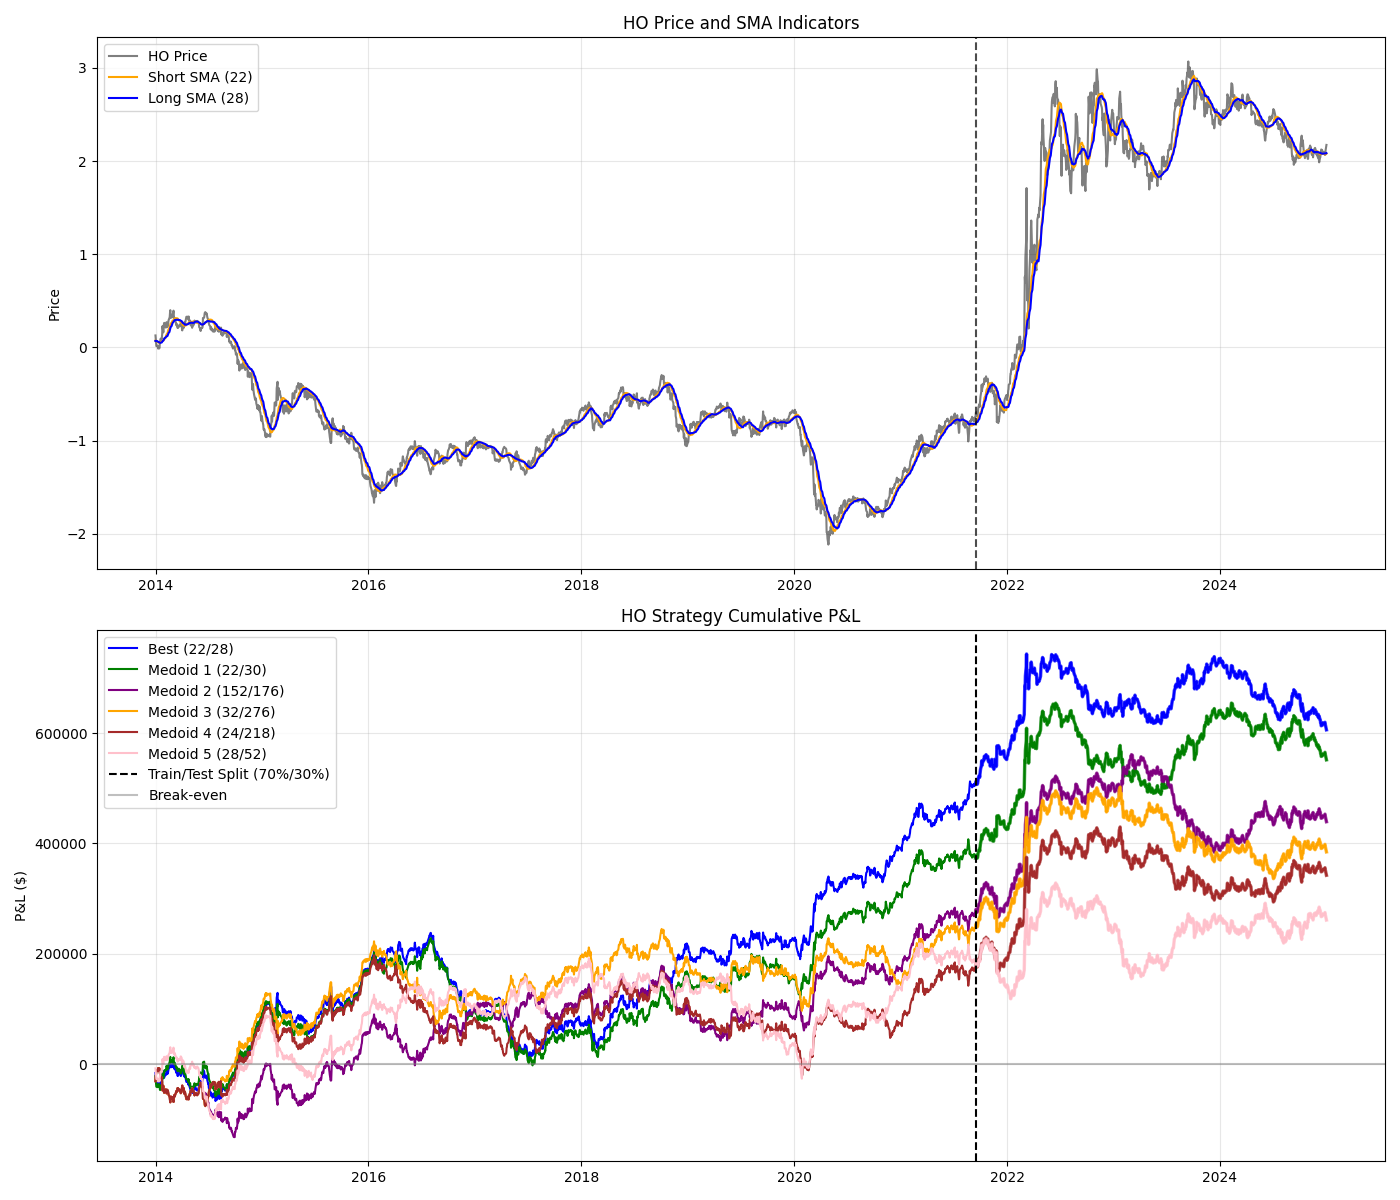 HO Price and SMA Indicators
HO Price
Short SMA (22)
Long SMA (28)
Price
3
2
1
0
−1
−2
2014
2016
2018
2020
2022
2024
HO Strategy Cumulative P&L
Best (22/28)
Medoid 1 (22/30)
Medoid 2 (152/176)
Medoid 3 (32/276)
Medoid 4 (24/218)
Medoid 5 (28/52)
Train/Test Split (70%/30%)
Break-even
P&L ($)
600000
400000
200000
0
2014
2016
2018
2020
2022
2024